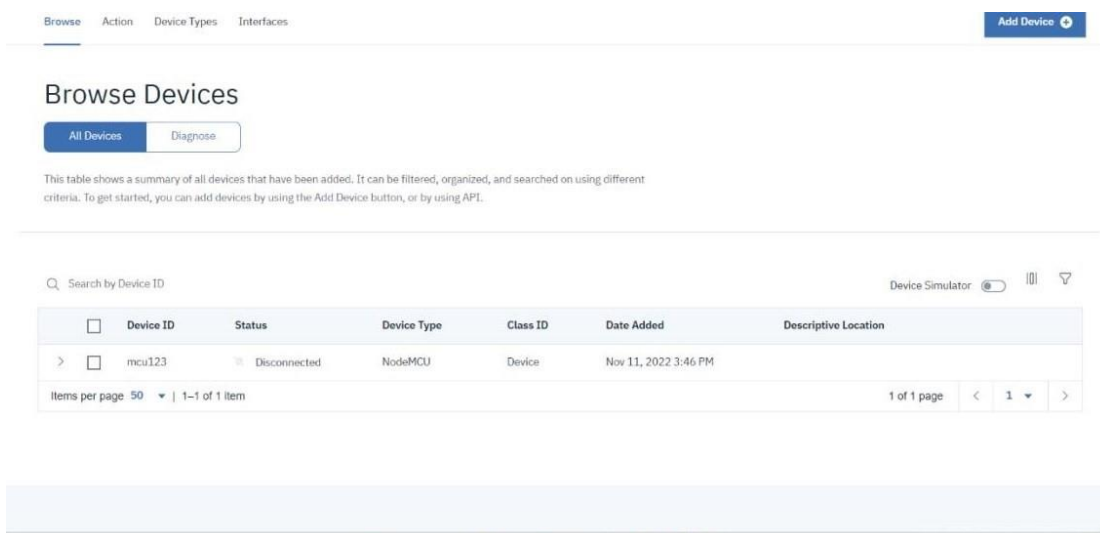 Browse Action Device Types Interfaces Add Device
Browse Devices
All Devices Diagnose
This table shows a summary of all devices that have been added. It can be filtered, organized, and searched on using different
criteria. To get started, you can add devices by using the Add Device button, or by using API.
Search by Device ID Device Simulator
Device ID Status Device Type Class ID Date Added Descriptive Location
mcu123 Disconnected NodeMCU Device Nov 11, 2022 3:46 PM
Items per page 50 | 1–1 of 1 item 1 of 1 page 1